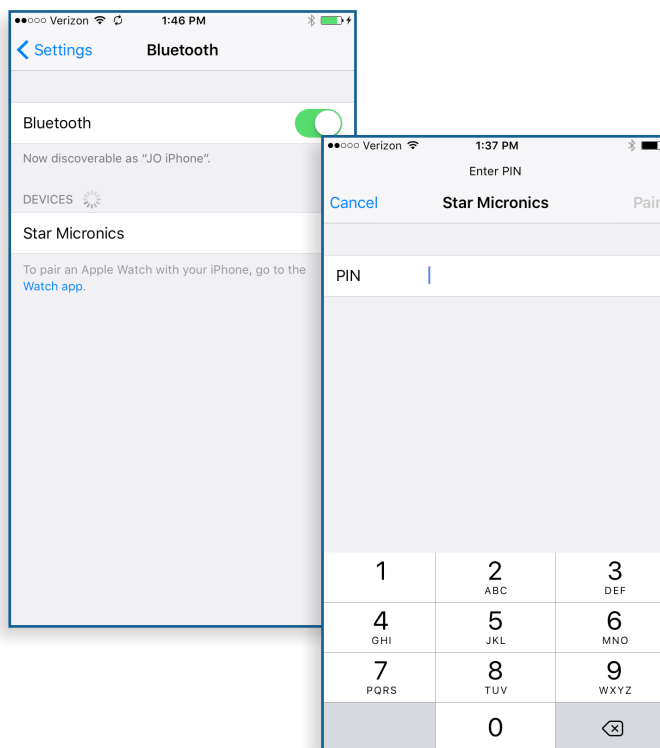 Verizon 1:46 PM
Settings Bluetooth
Bluetooth
Now discoverable as “JO iPhone”.
DEVICES
Star Micronics
To pair an Apple Watch with your iPhone, go to the
Watch app.
Verizon 1:37 PM
Enter PIN
Cancel Star Micronics Pair
PIN
1 2 3
ABC DEF
4 5 6
GHI JKL MNO
7 8 9
PQRS TUV WXYZ
0